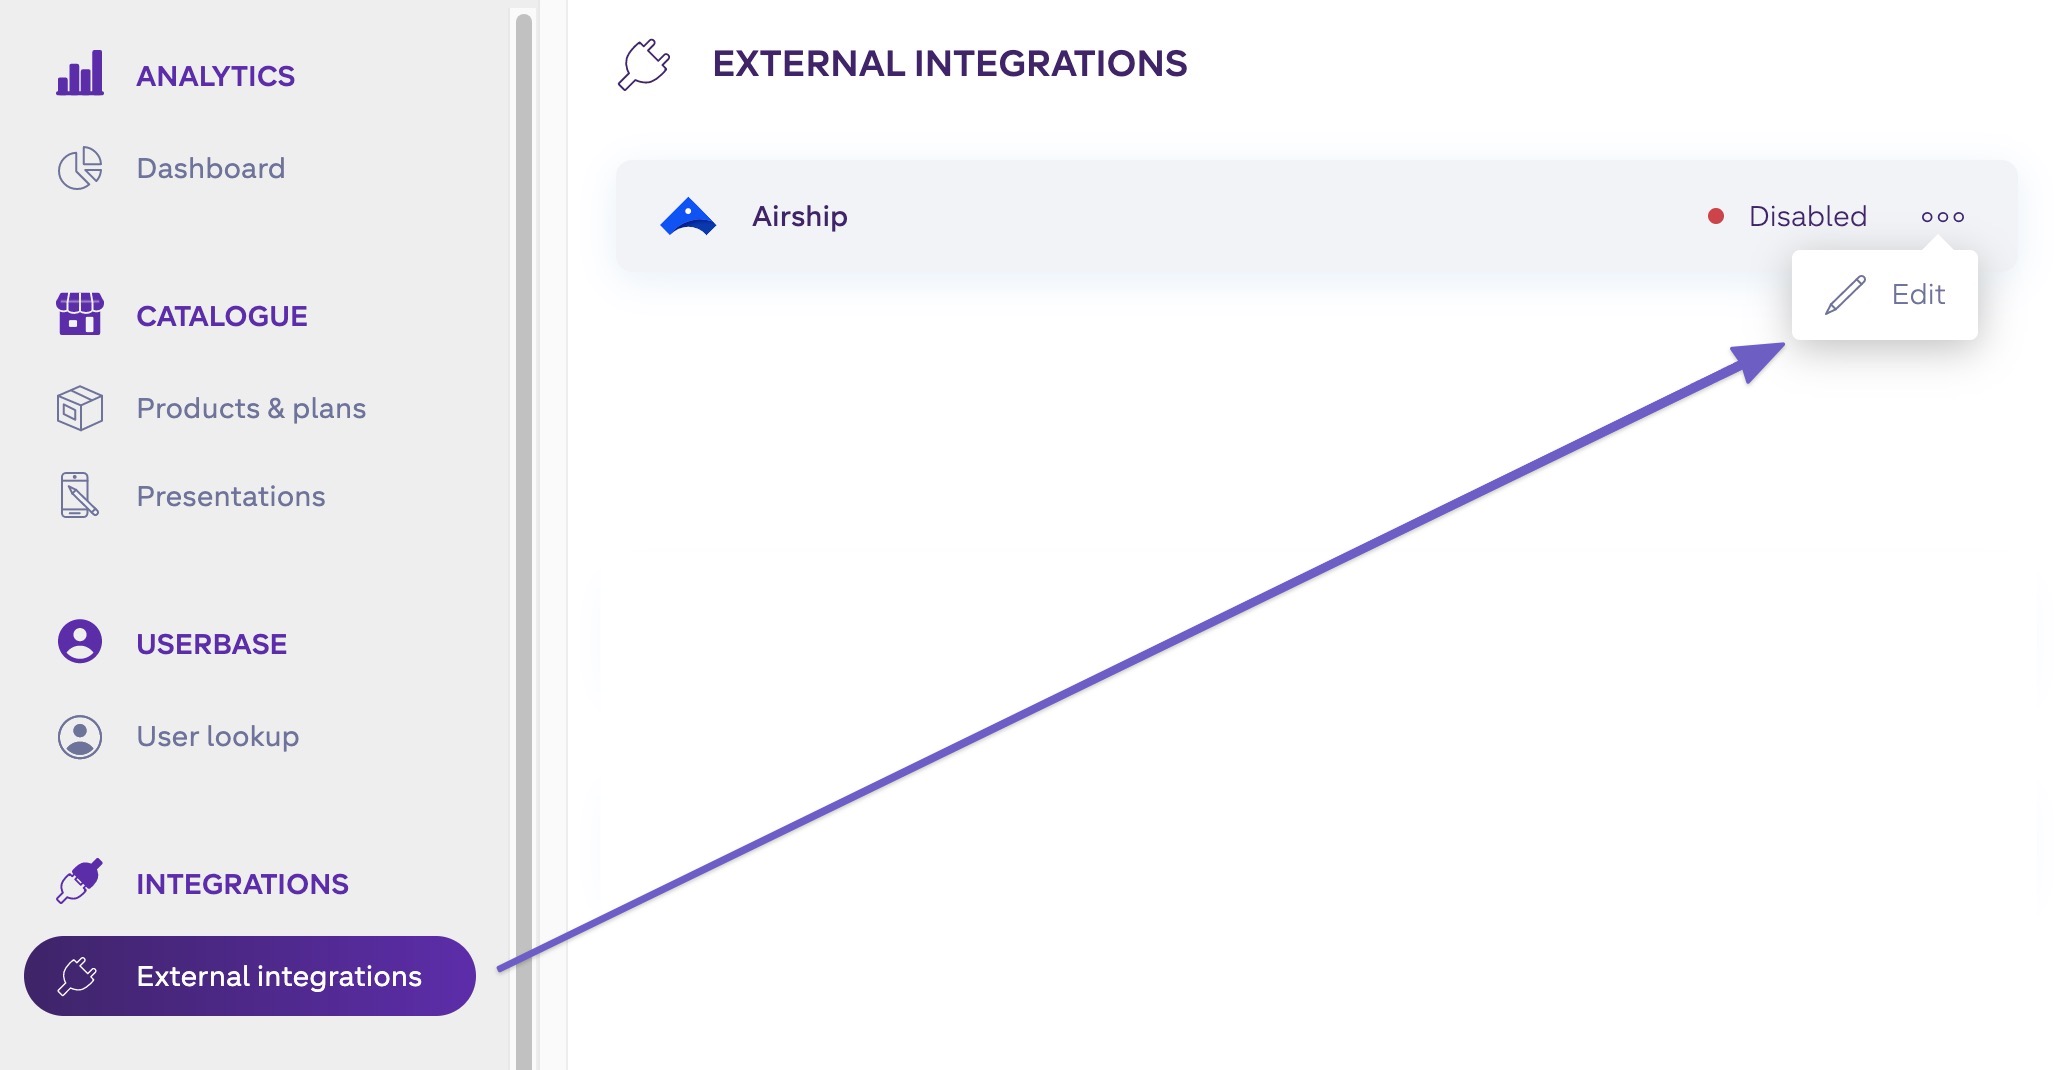 ANALYTICS
Dashboard
CATALOGUE
Products & plans
Presentations
USERBASE
User lookup
INTEGRATIONS
External integrations
EXTERNAL INTEGRATIONS
Airship
Disabled
Edit